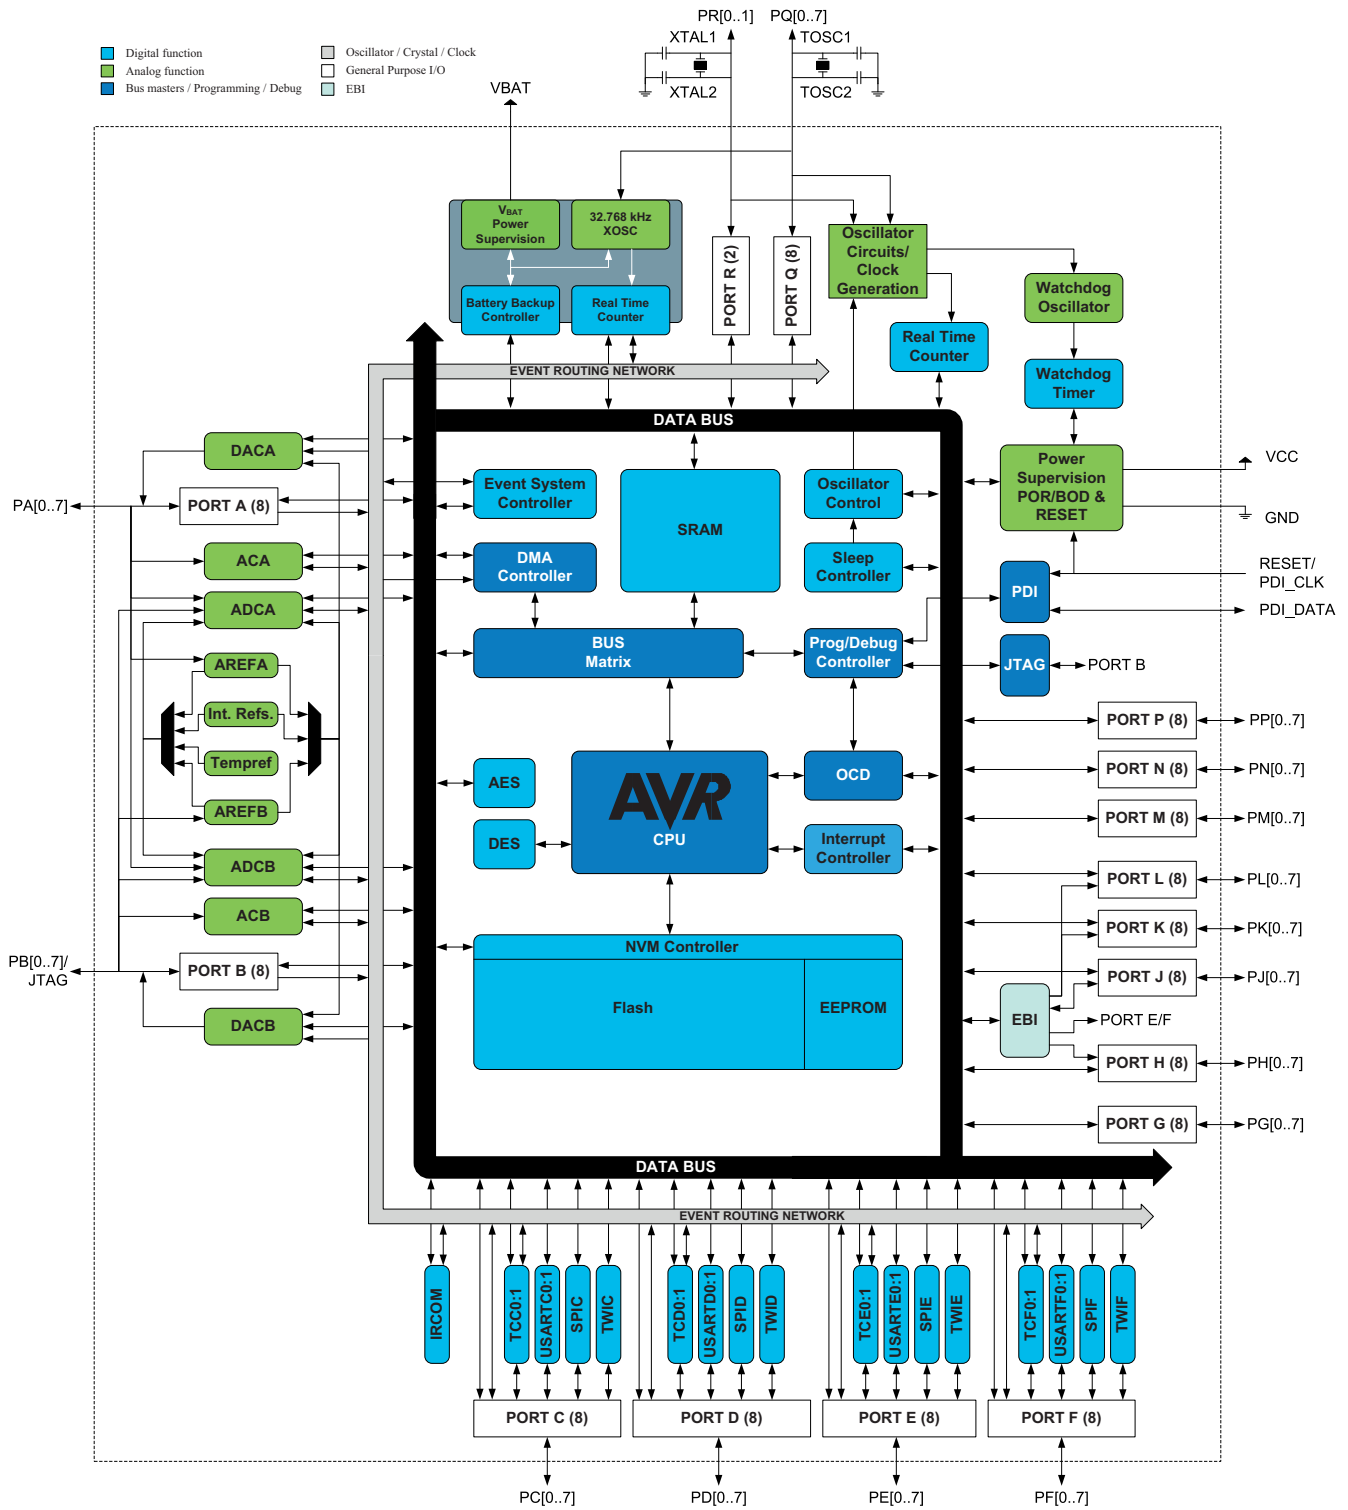 PR[0..1]
PQ[0..7]
XTAL1
TOSC1
XTAL2
TOSC2
Digital function
Analog function
Bus masters / Programming / Debug
Oscillator / Crystal / Clock
General Purpose I/O
EBI
VBAT
VBAT
Power
Supervision
32.768 kHz
XOSC
Battery Backup
Controller
Real Time
Counter
PORT R (2)
PORT Q (8)
Oscillator
Circuits/
Clock
Generation
Real Time
Counter
Watchdog
Oscillator
Watchdog
Timer
EVENT ROUTING NETWORK
DATA BUS
Power
Supervision
POR/BOD &
RESET
VCC
GND
RESET/
PDI_CLK
PDI_DATA
PDI
JTAG
PORT B
DACA
PA[0..7]
PORT A (8)
ACA
ADCA
AREFA
Int. Refs.
Tempref
AREFB
ADCB
ACB
PB[0..7]/
JTAG
PORT B (8)
DACB
Event System
Controller
DMA
Controller
SRAM
Oscillator
Control
Sleep
Controller
BUS
Matrix
Prog/Debug
Controller
AES
DES
AVR
CPU
OCD
Interrupt
Controller
NVM Controller
Flash
EEPROM
PORT P (8)
PP[0..7]
PORT N (8)
PN[0..7]
PORT M (8)
PM[0..7]
PORT L (8)
PL[0..7]
PORT K (8)
PK[0..7]
PORT J (8)
PJ[0..7]
EBI
PORT E/F
PORT H (8)
PH[0..7]
PORT G (8)
PG[0..7]
DATA BUS
EVENT ROUTING NETWORK
IRCOM
TCC0:1
USARTC0:1
SPIC
TWIC
TCD0:1
USARTD0:1
SPID
TWID
TCE0:1
USARTE0:1
SPIE
TWIE
TCF0:1
USARTF0:1
SPIF
TWIF
PORT C (8)
PORT D (8)
PORT E (8)
PORT F (8)
PC[0..7]
PD[0..7]
PE[0..7]
PF[0..7]